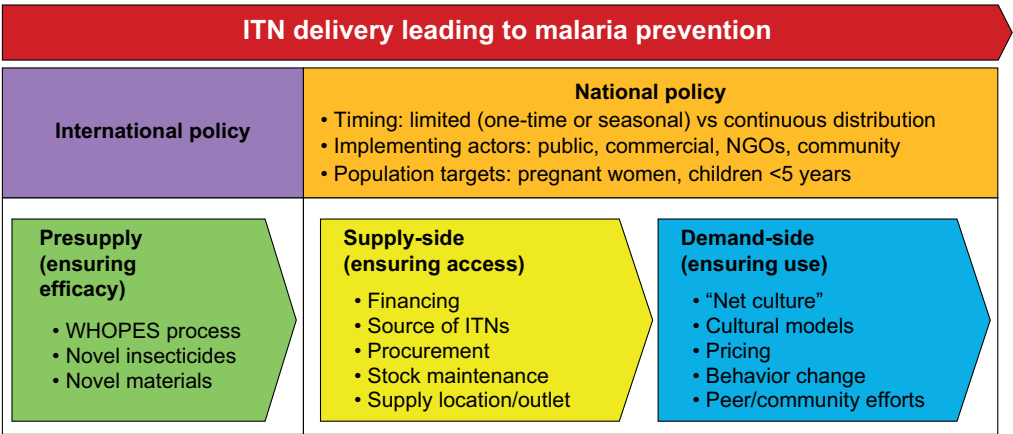 ITN delivery leading to malaria prevention
International policy
National policy
• Timing: limited (one-time or seasonal) vs continuous distribution
• Implementing actors: public, commercial, NGOs, community
• Population targets: pregnant women, children <5 years
Presupply
(ensuring
efficacy)
• WHOPES process
• Novel insecticides
• Novel materials
Supply-side
(ensuring access)
• Financing
• Source of ITNs
• Procurement
• Stock maintenance
• Supply location/outlet
Demand-side
(ensuring use)
• “Net culture”
• Cultural models
• Pricing
• Behavior change
• Peer/community efforts